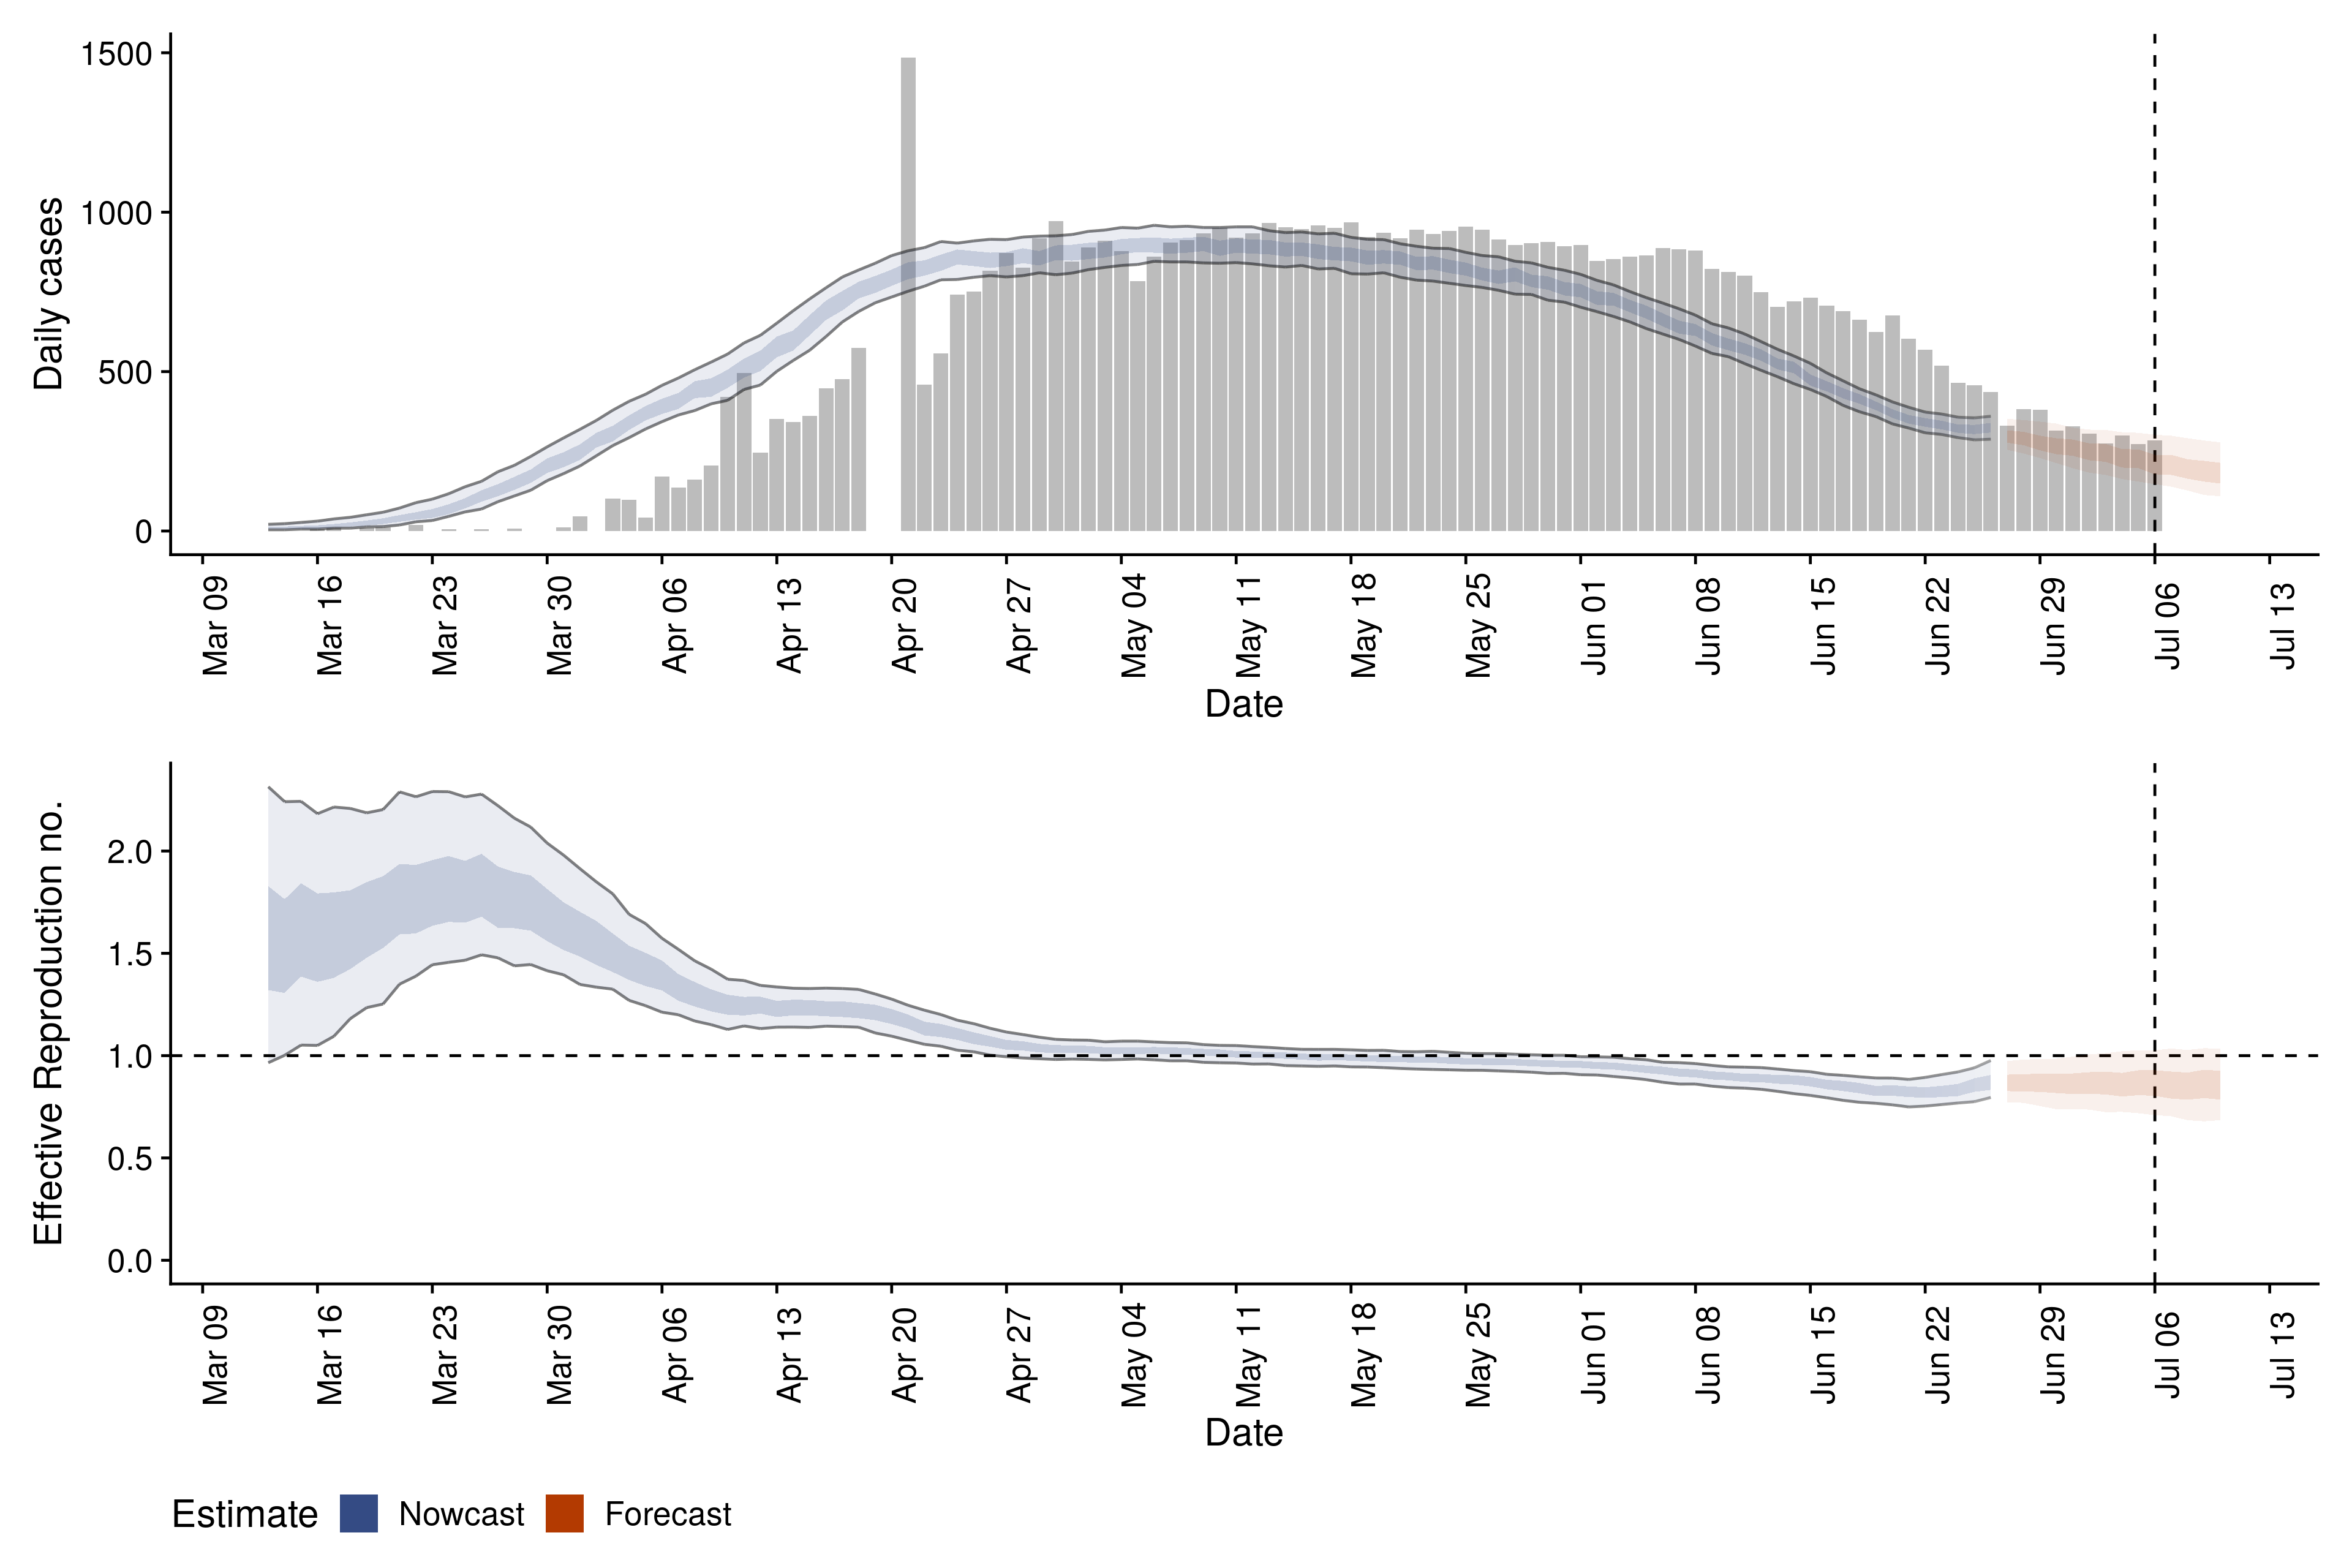 Daily cases
1500
1000
500
0
Mar 09
Mar 16
Mar 23
Mar 30
Apr 06
Apr 13
Apr 20
Apr 27
May 04
May 11
May 18
May 25
Jun 01
Jun 08
Jun 15
Jun 22
Jun 29
Jul 06
Jul 13
Date
Effective Reproduction no.
2.0
1.5
1.0
0.5
0.0
Mar 09
Mar 16
Mar 23
Mar 30
Apr 06
Apr 13
Apr 20
Apr 27
May 04
May 11
May 18
May 25
Jun 01
Jun 08
Jun 15
Jun 22
Jun 29
Jul 06
Jul 13
Date
Estimate Nowcast Forecast